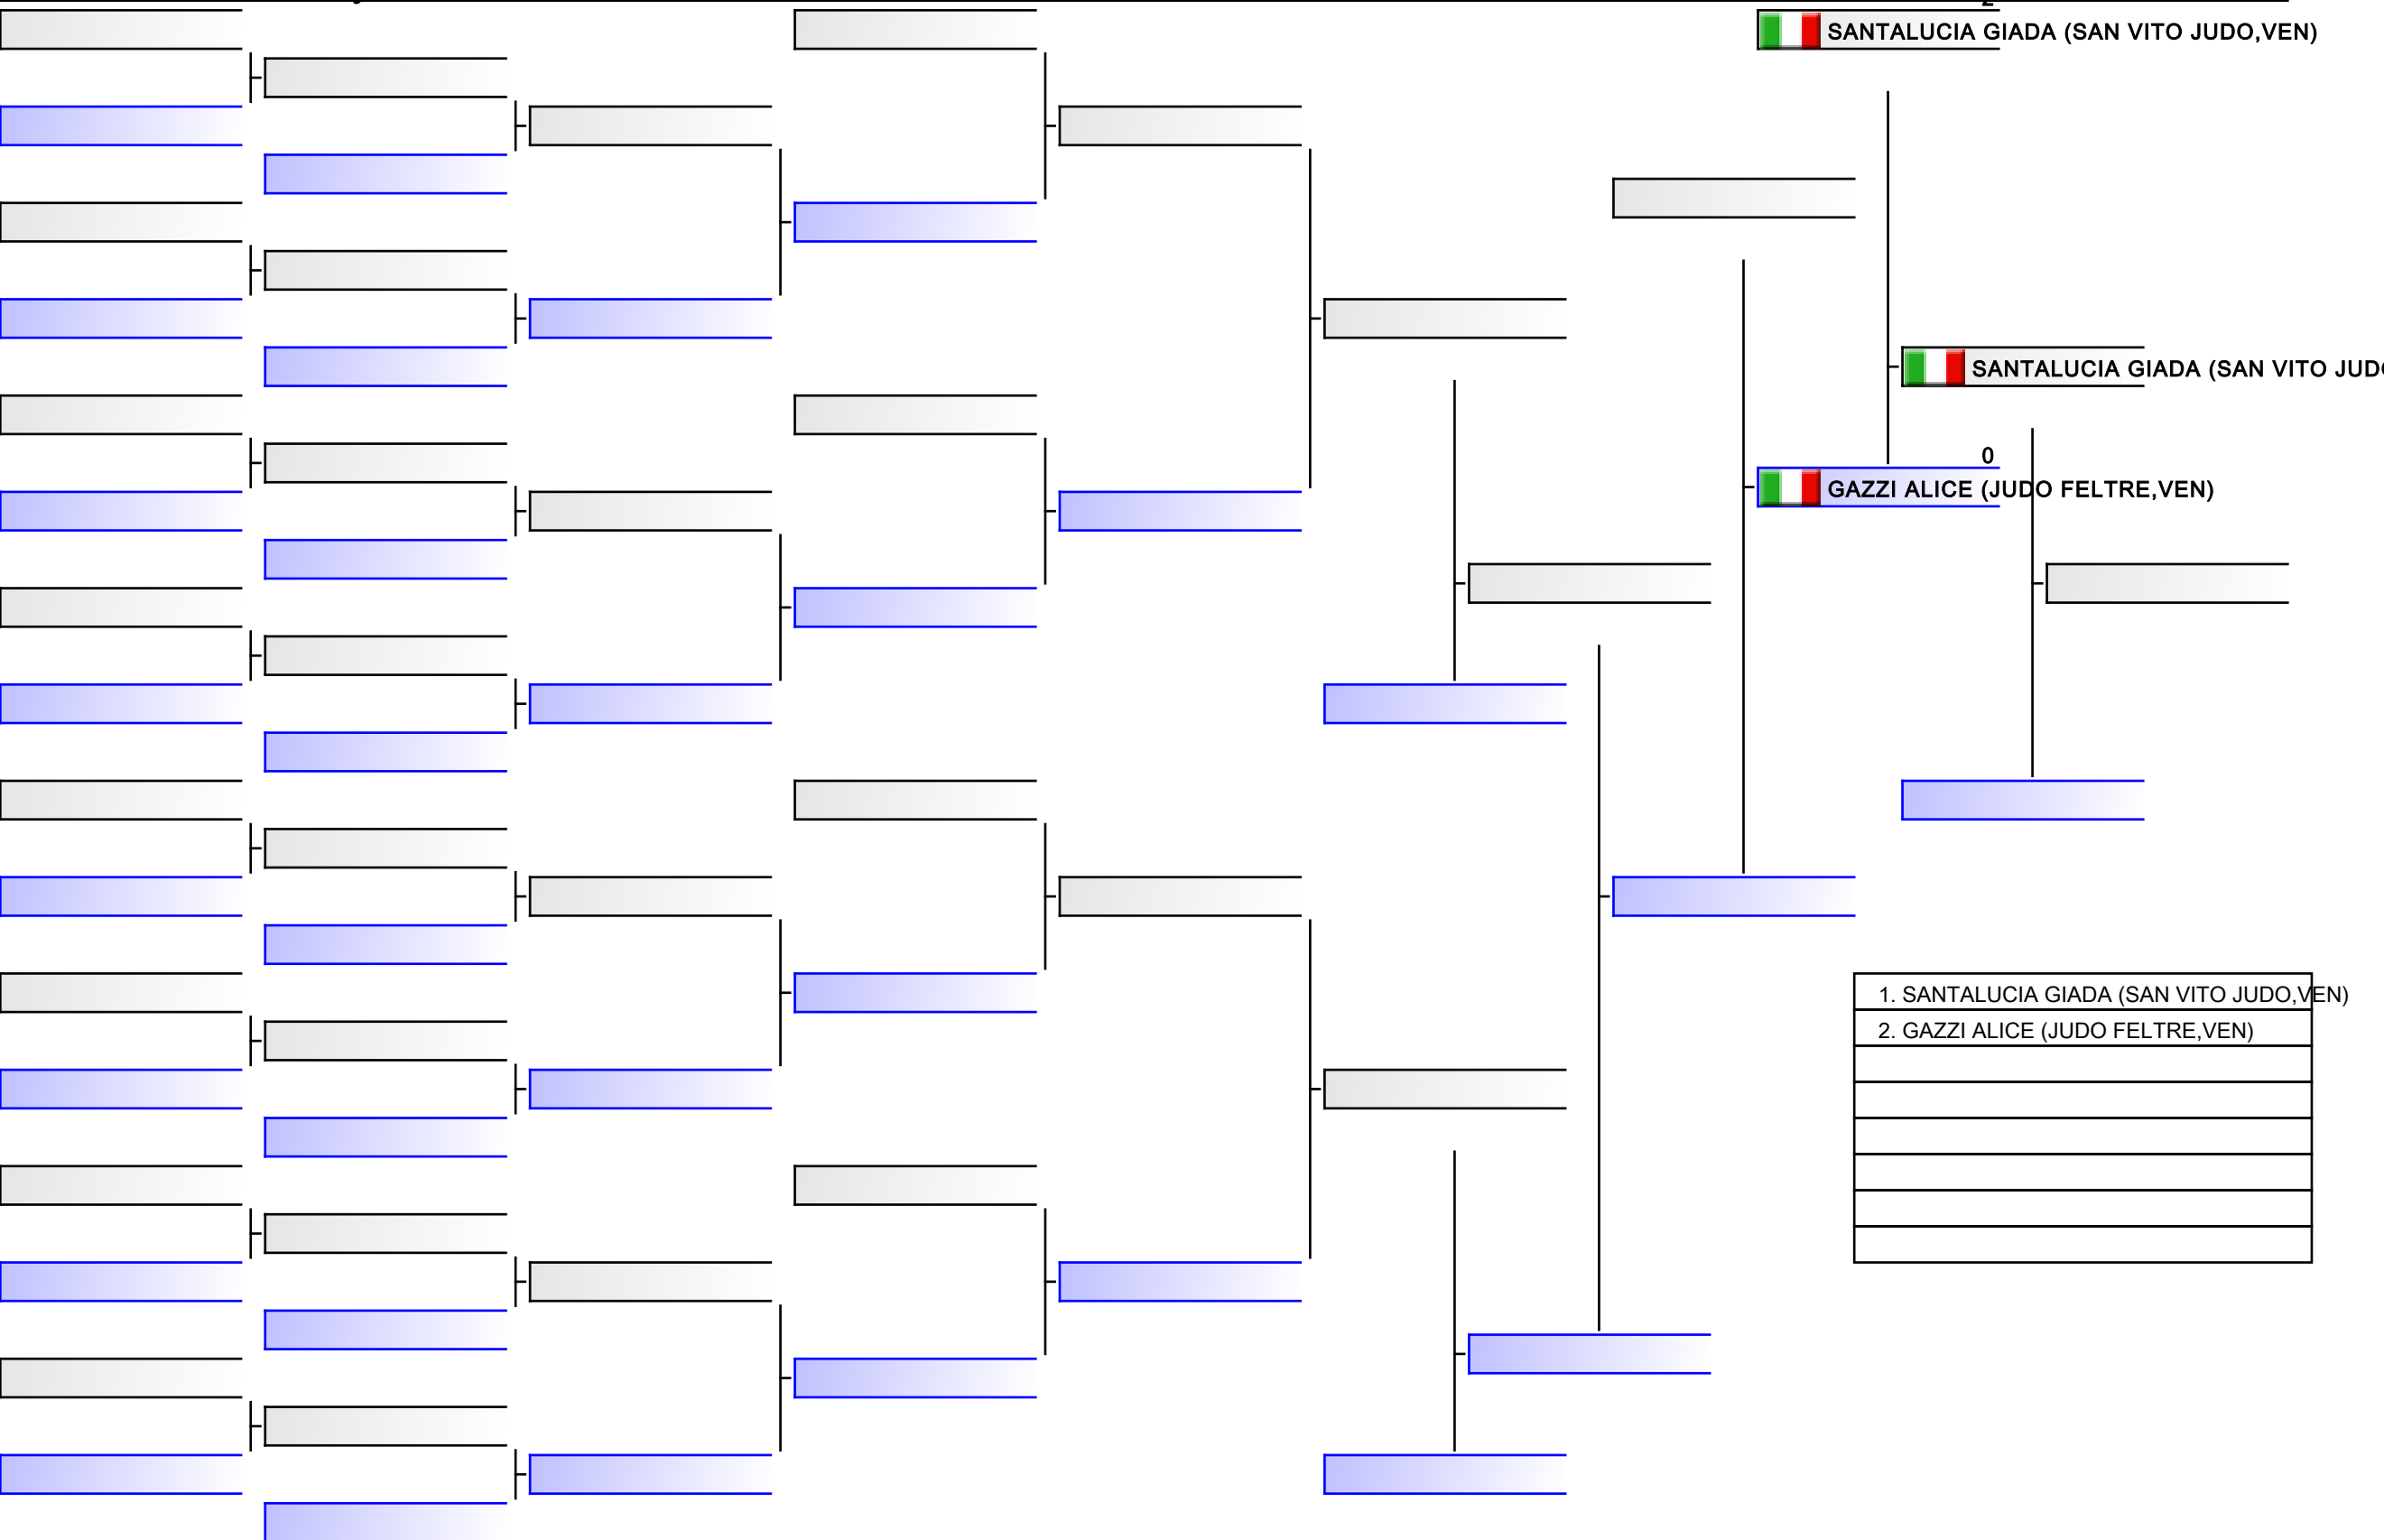 SANTALUCIA GIADA (SAN VITO JUDO,VEN)
SANTALUCIA GIADA (SAN VITO
0
GAZZI ALICE (JUDO FELTRE,VEN)
1. SANTALUCIA GIADA (SAN VITO JUDO,VEN)
2. GAZZI ALICE (JUDO FELTRE,VEN)